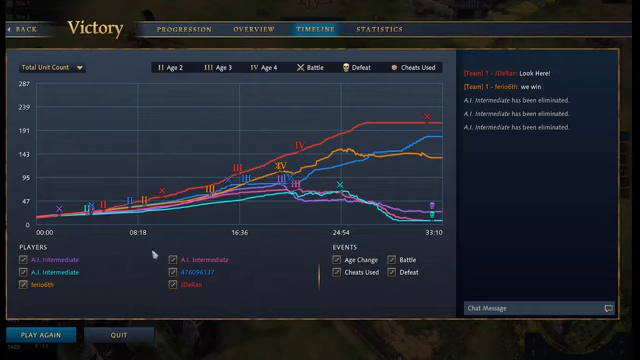 BACK
Victory
PROGRESSION OVERVIEW TIMELINE STATISTICS
Total Unit Count
II Age 2 III Age 3 IV Age 4 Battle Defeat Cheats Used
287
239
191
143
95
47
0
00:00 08:18 16:36 24:54 33:10
PLAYERS
A.I. Intermediate A.I. Intermediate
A.I. Intermediate 476096137
ferio6th JDeRan
EVENTS
Age Change Battle
Cheats Used Defeat
[Team] 1 - JDeRan: Look Here!
[Team] 1 - ferio6th: we win
A.I. Intermediate has been eliminated.
A.I. Intermediate has been eliminated.
A.I. Intermediate has been eliminated.
Chat Message
PLAY AGAIN QUIT